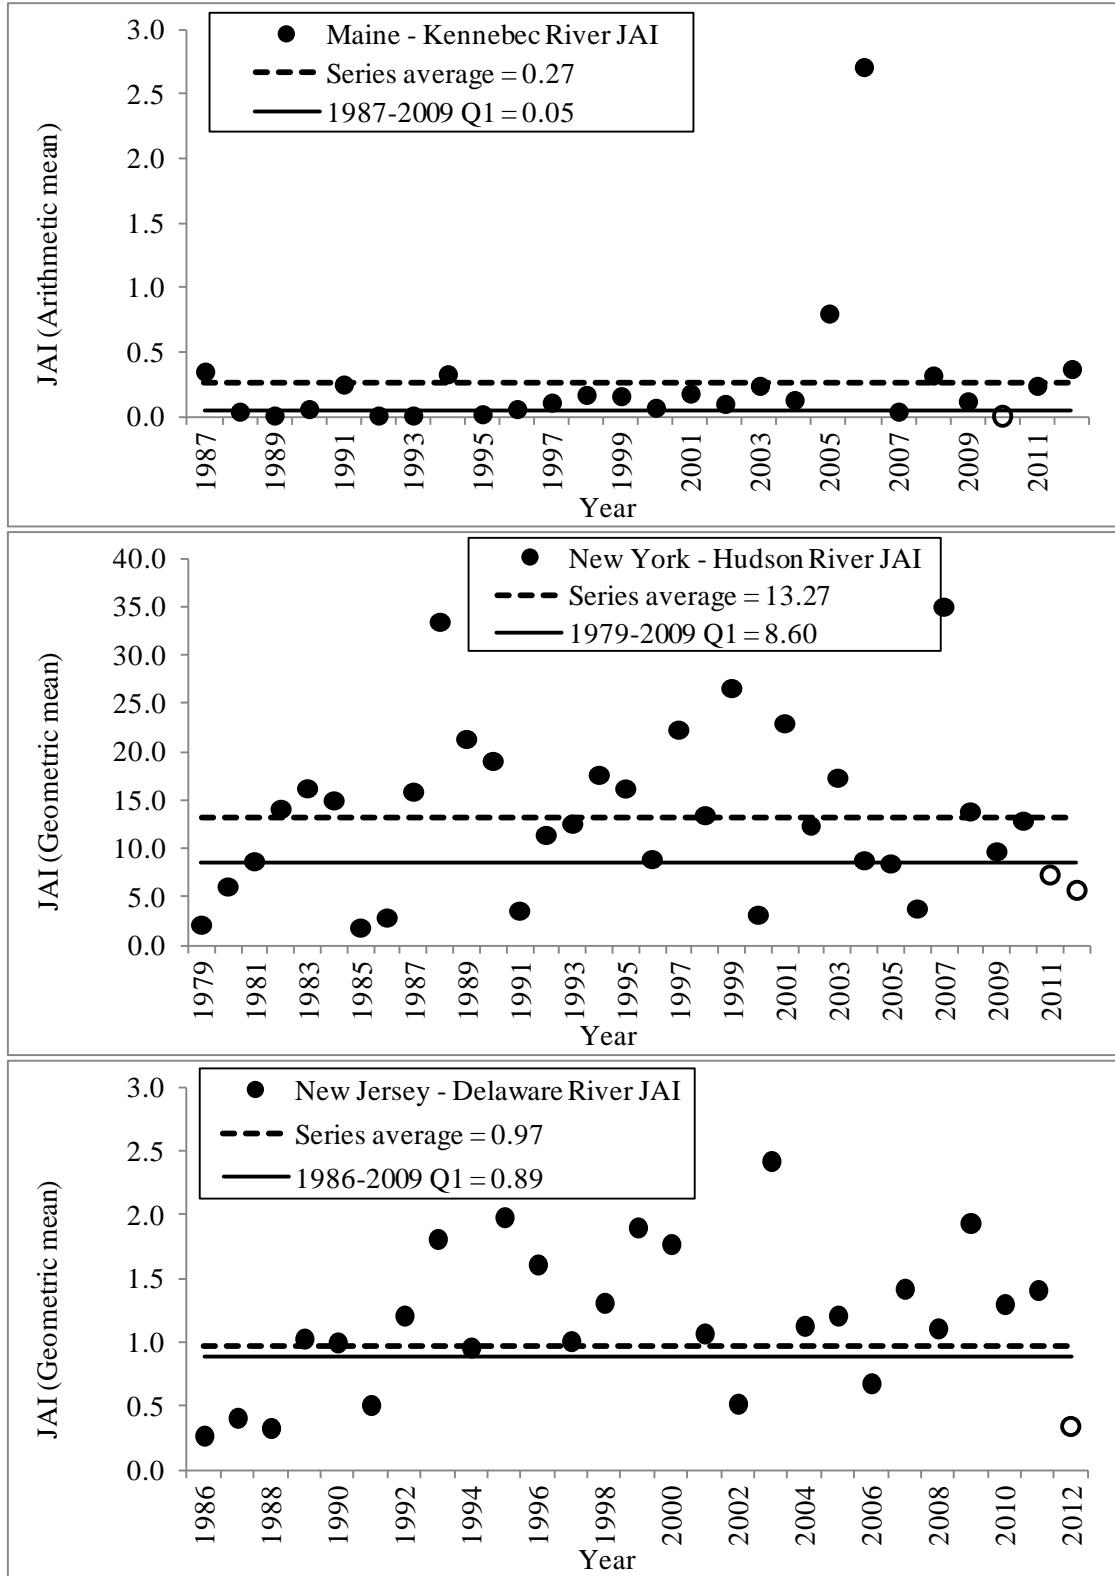 Maine - Kennebec River JAI
Series average = 0.27
1987-2009 Q1 = 0.05
JAI (Arithmetic mean)
3.0
2.5
2.0
1.5
1.0
0.5
0.0
1987 1989 1991 1993 1995 1997 1999 2001 2003 2005 2007 2009 2011
Year
New York - Hudson River JAI
Series average = 13.27
1979-2009 Q1 = 8.60
JAI (Geometric mean)
40.0
35.0
30.0
25.0
20.0
15.0
10.0
5.0
0.0
1979 1981 1983 1985 1987 1989 1991 1993 1995 1997 1999 2001 2003 2005 2007 2009 2011
Year
New Jersey - Delaware River JAI
Series average = 0.97
1986-2009 Q1 = 0.89
JAI (Geometric mean)
3.0
2.5
2.0
1.5
1.0
0.5
0.0
1986 1988 1990 1992 1994 1996 1998 2000 2002 2004 2006 2008 2010 2012
Year